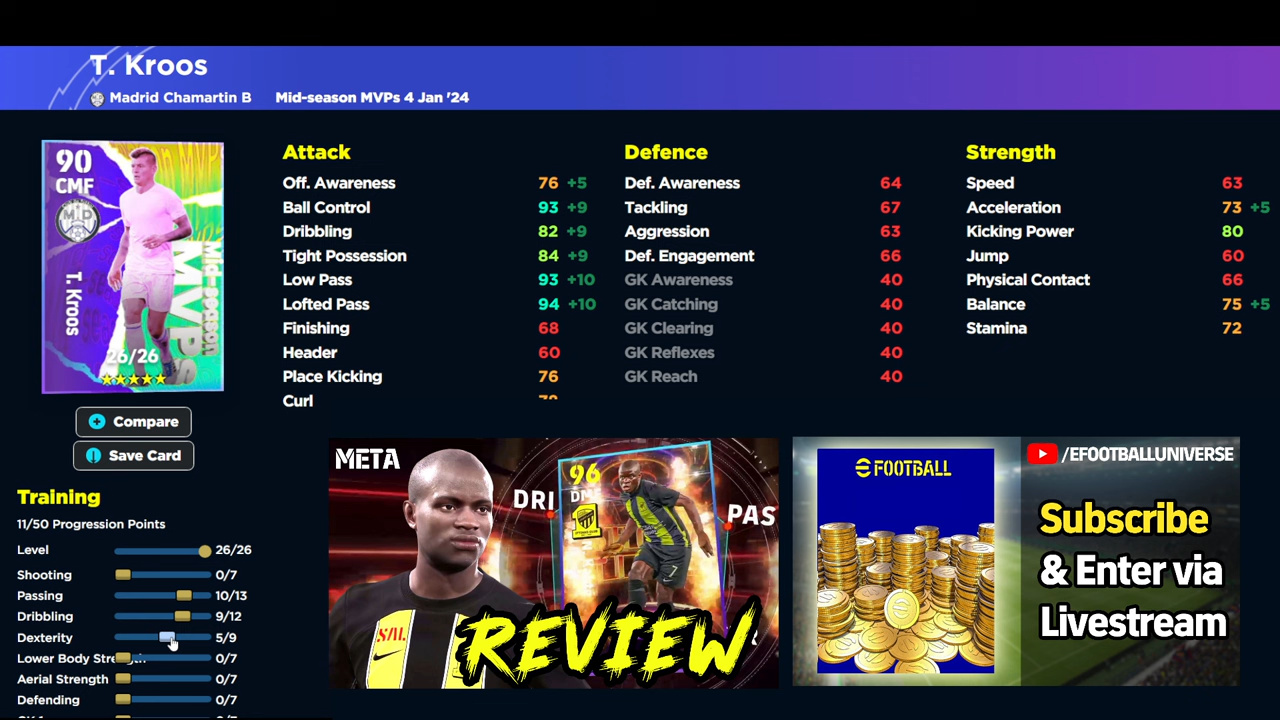 T. Kroos
Madrid Chamartin B Mid-season MVPs 4 Jan '24
90
CMF
T. Kroos
Mid-season
MVPs
26/26
Compare
Save Card
Attack
Off. Awareness 76 +5
Ball Control 93 +9
Dribbling 82 +9
Tight Possession 84 +9
Low Pass 93 +10
Lofted Pass 94 +10
Finishing 68
Header 60
Place Kicking 76
Curl
Defence
Def. Awareness 64
Tackling 67
Aggression 63
Def. Engagement 66
GK Awareness 40
GK Catching 40
GK Clearing 40
GK Reflexes 40
GK Reach 40
Strength
Speed 63
Acceleration 73 +5
Kicking Power 80
Jump 60
Physical Contact 66
Balance 75 +5
Stamina 72
Training
11/50 Progression Points
Level 26/26
Shooting 0/7
Passing 10/13
Dribbling 9/12
Dexterity 5/9
Lower Body Strength 0/7
Aerial Strength 0/7
Defending 0/7
META
DRI
96
PAS
7
REVIEW
EFOOTBALL
/EFOOTBALLUNIVERSE
Subscribe
& Enter via
Livestream